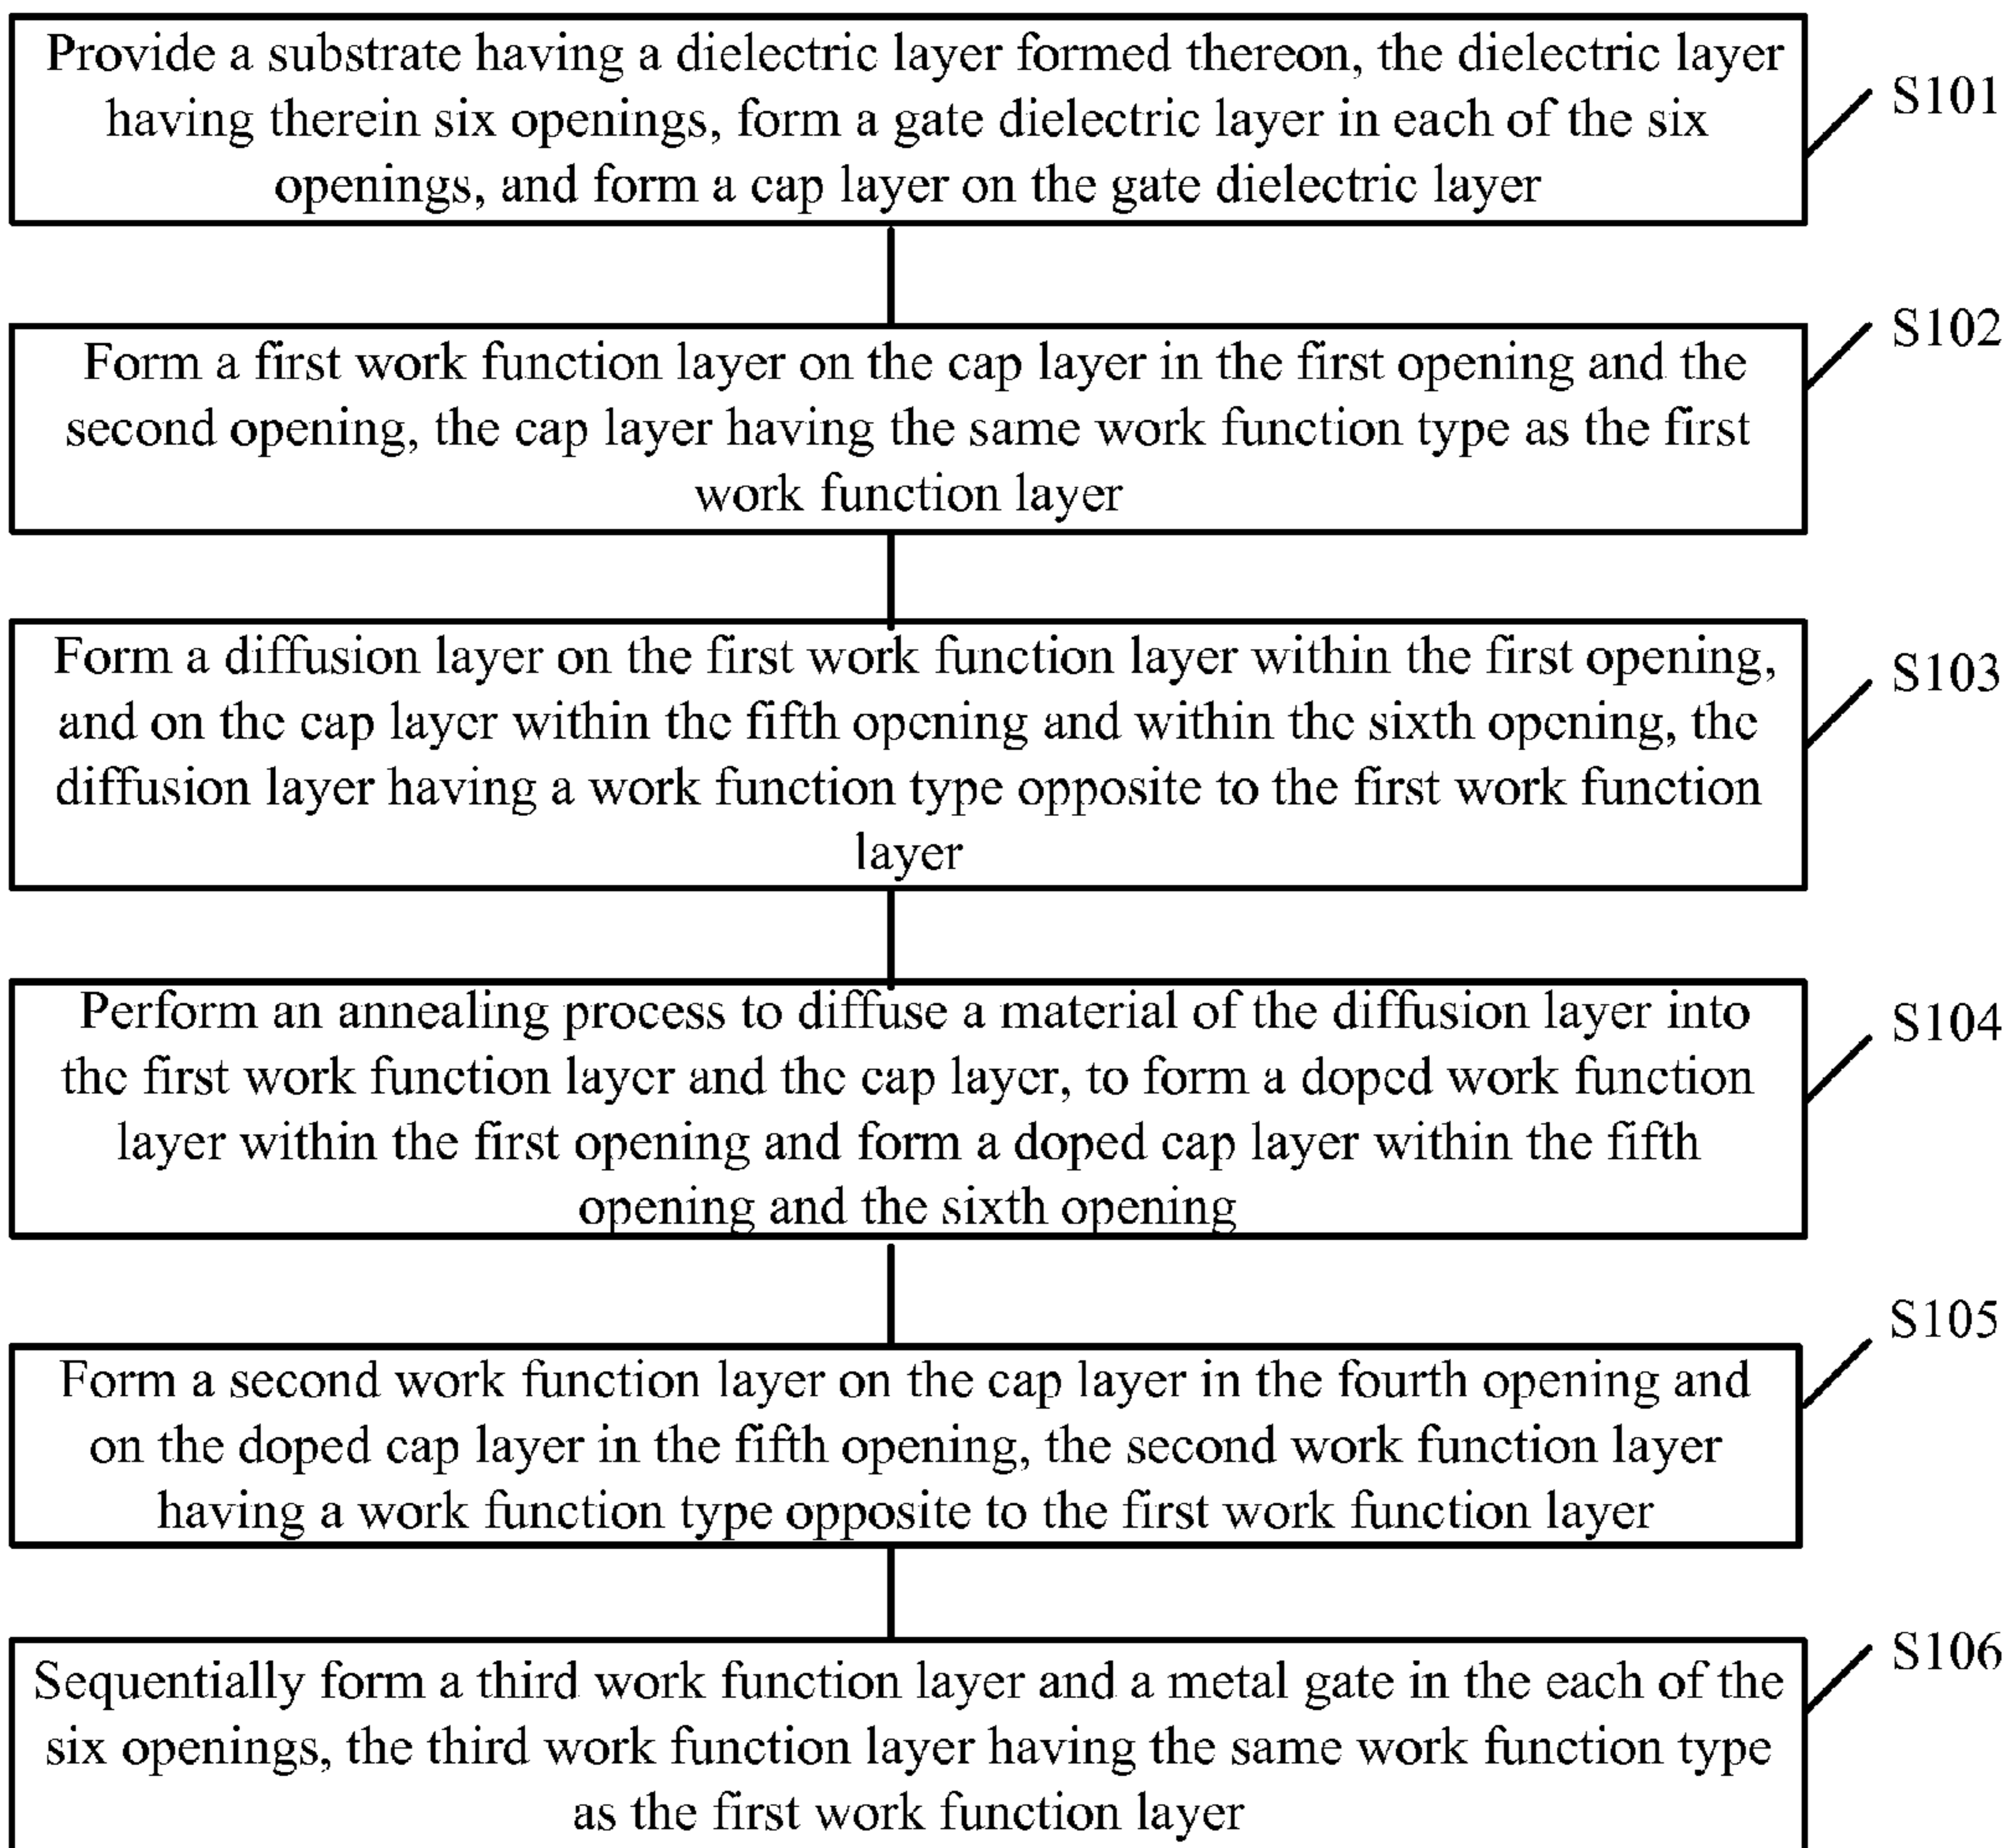 Provide a substrate having a dielectric layer formed thereon, the dielectric layer
having therein six openings, form a gate dielectric layer in each of the six
openings, and form a cap layer on the gate dielectric layer
S101
Form a first work function layer on the cap layer in the first opening and the
second opening, the cap layer having the same work function type as the first
work function layer
S102
Form a diffusion layer on the first work function layer within the first opening,
and on the cap layer within the fifth opening and within the sixth opening, the
diffusion layer having a work function type opposite to the first work function
layer
S103
Perform an annealing process to diffuse a material of the diffusion layer into
the first work function layer and the cap layer, to form a doped work function
layer within the first opening and form a doped cap layer within the fifth
opening and the sixth opening
S104
Form a second work function layer on the cap layer in the fourth opening and
on the doped cap layer in the fifth opening, the second work function layer
having a work function type opposite to the first work function layer
S105
Sequentially form a third work function layer and a metal gate in the each of the
six openings, the third work function layer having the same work function type
as the first work function layer
S106